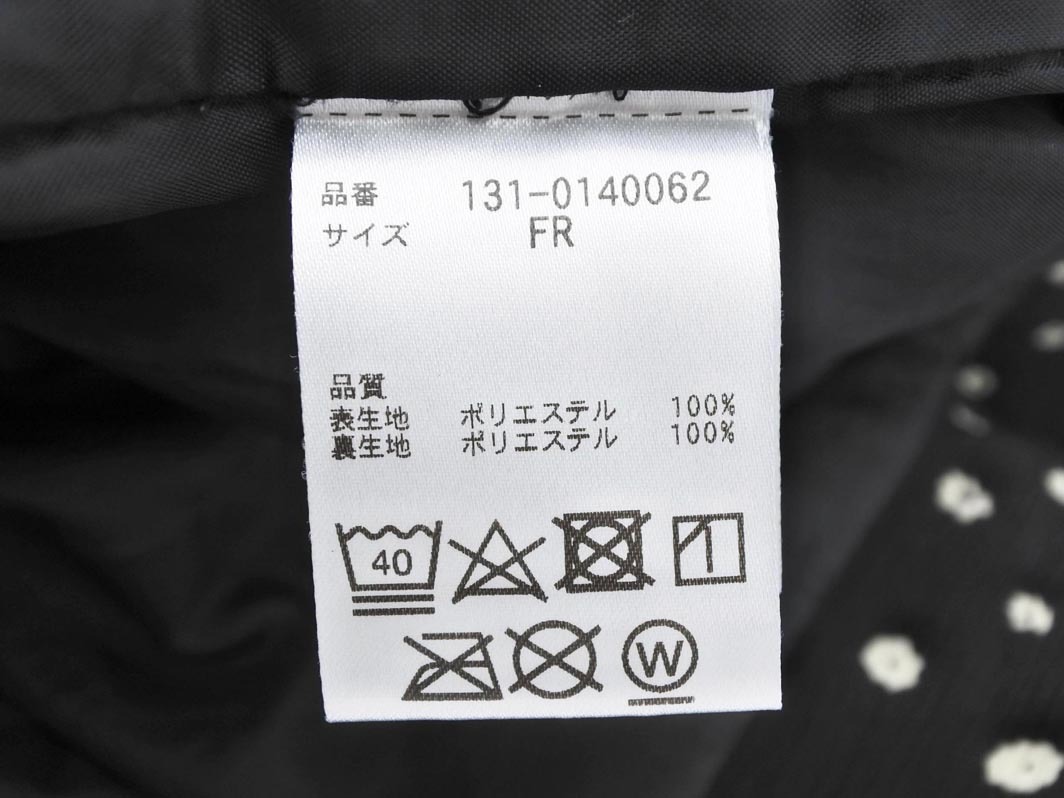 品番 131-0140062
サイズ FR
品質
表生地 ポリエステル 100%
裏生地 ポリエステル 100%
40
W